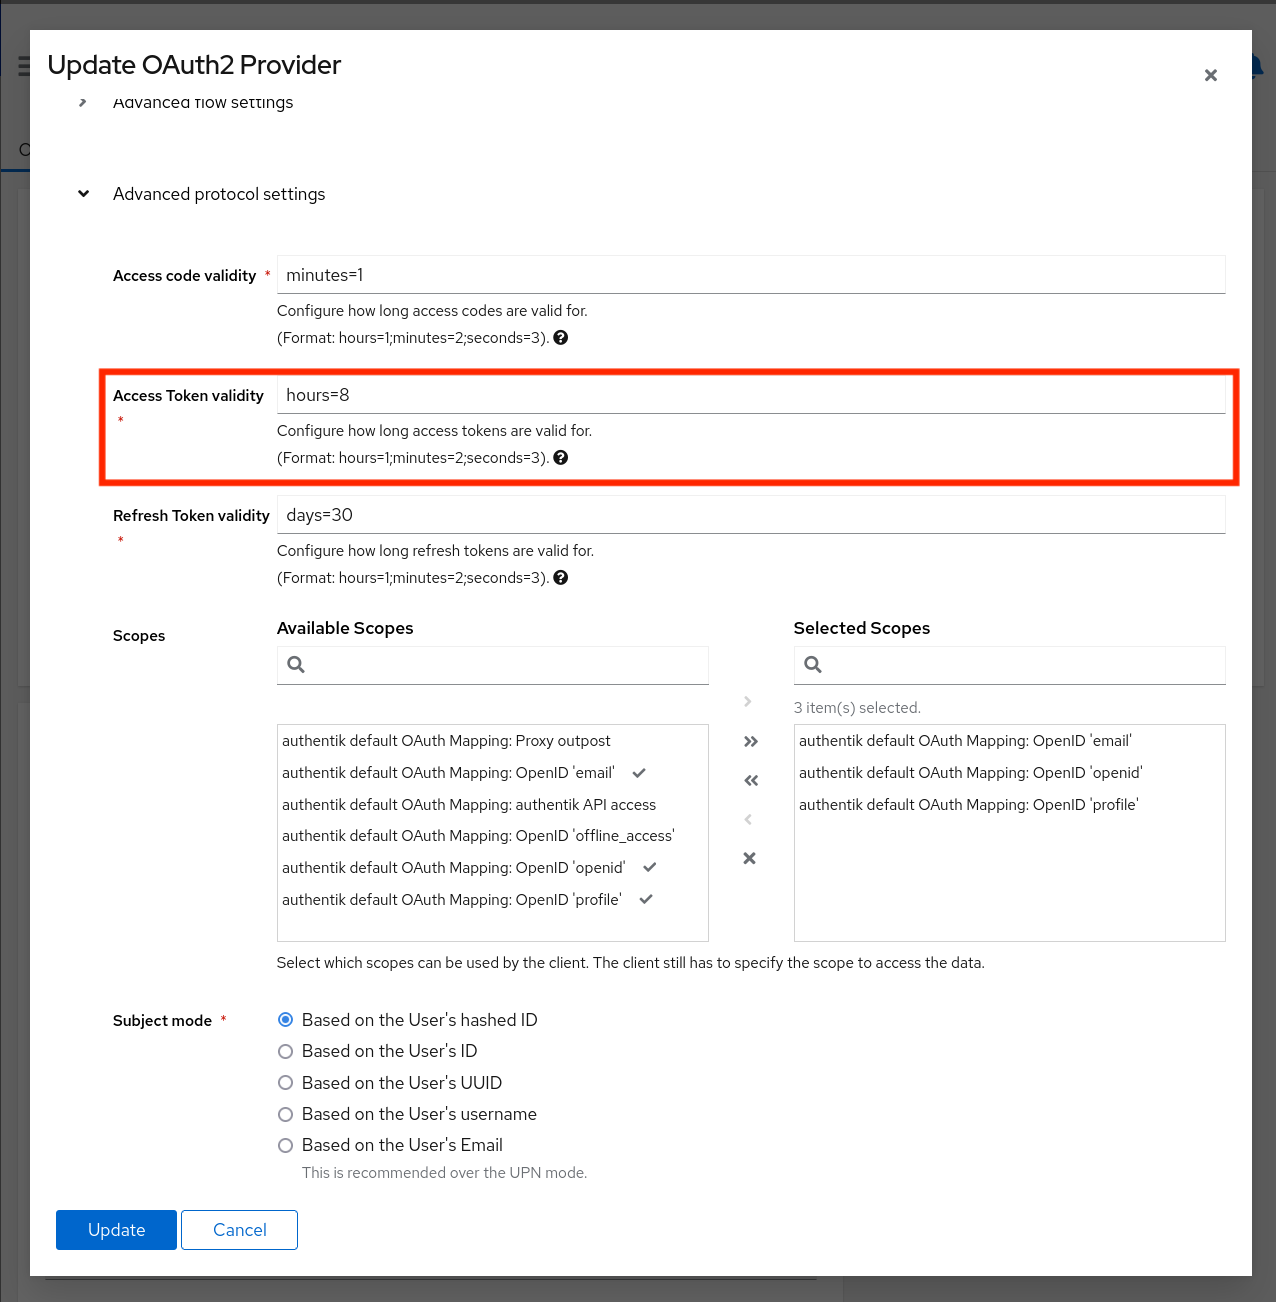 Update OAuth2 Provider
Advanced flow settings
Advanced protocol settings
Access code validity *
minutes=1
Configure how long access codes are valid for.
(Format: hours=1;minutes=2;seconds=3).
Access Token validity *
hours=8
Configure how long access tokens are valid for.
(Format: hours=1;minutes=2;seconds=3).
Refresh Token validity *
days=30
Configure how long refresh tokens are valid for.
(Format: hours=1;minutes=2;seconds=3).
Scopes
Available Scopes
authentik default OAuth Mapping: Proxy outpost
authentik default OAuth Mapping: OpenID 'email'
authentik default OAuth Mapping: authentik API access
authentik default OAuth Mapping: OpenID 'offline_access'
authentik default OAuth Mapping: OpenID 'openid'
authentik default OAuth Mapping: OpenID 'profile'
Selected Scopes
3 item(s) selected.
authentik default OAuth Mapping: OpenID 'email'
authentik default OAuth Mapping: OpenID 'openid'
authentik default OAuth Mapping: OpenID 'profile'
Select which scopes can be used by the client. The client still has to specify the scope to access the data.
Subject mode *
Based on the User's hashed ID
Based on the User's ID
Based on the User's UUID
Based on the User's username
Based on the User's Email
This is recommended over the UPN mode.
Update
Cancel